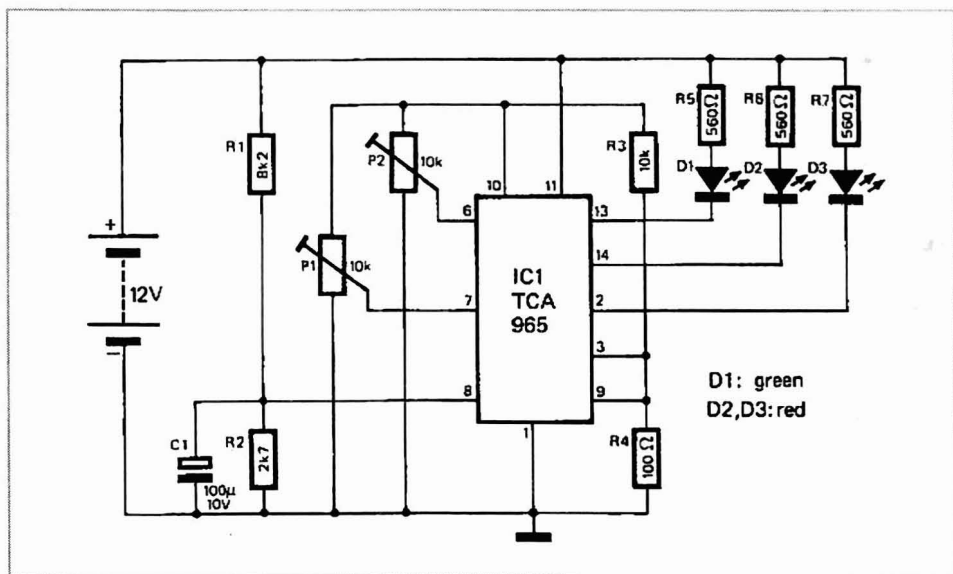 +
12V
−
R1
8k2
C1
100µ
10V
R2
2k7
P1
10k
P2
10k
10
11
6
7
8
1
13
14
2
3
9
IC1
TCA
965
R3
10k
R4
100 Ω
R5
560Ω
R6
560Ω
R7
560Ω
D1
D2
D3
D1: green
D2,D3: red